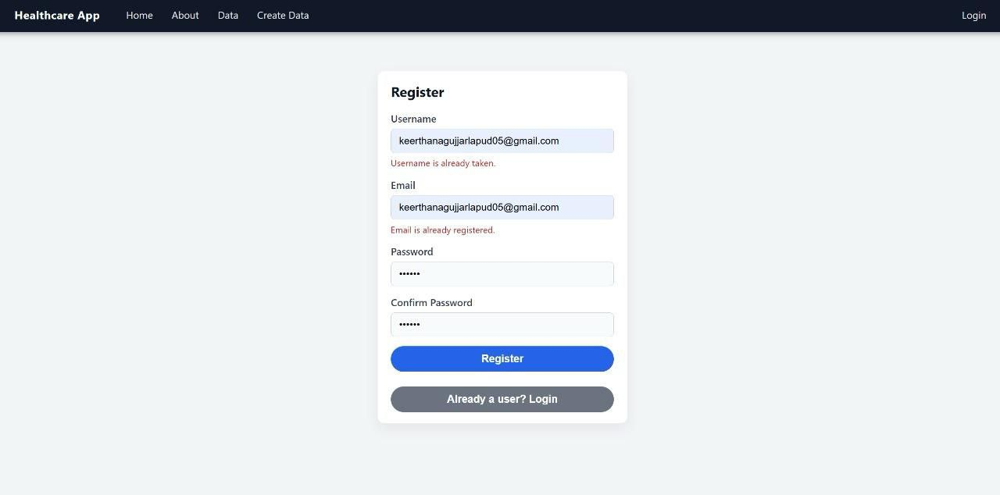 Healthcare App Home About Data Create Data Login
Register
Username
keerthanagujjarlapud05@gmail.com
Username is already taken.
Email
keerthanagujjarlapud05@gmail.com
Email is already registered.
Password
••••••
Confirm Password
••••••
Register
Already a user? Login